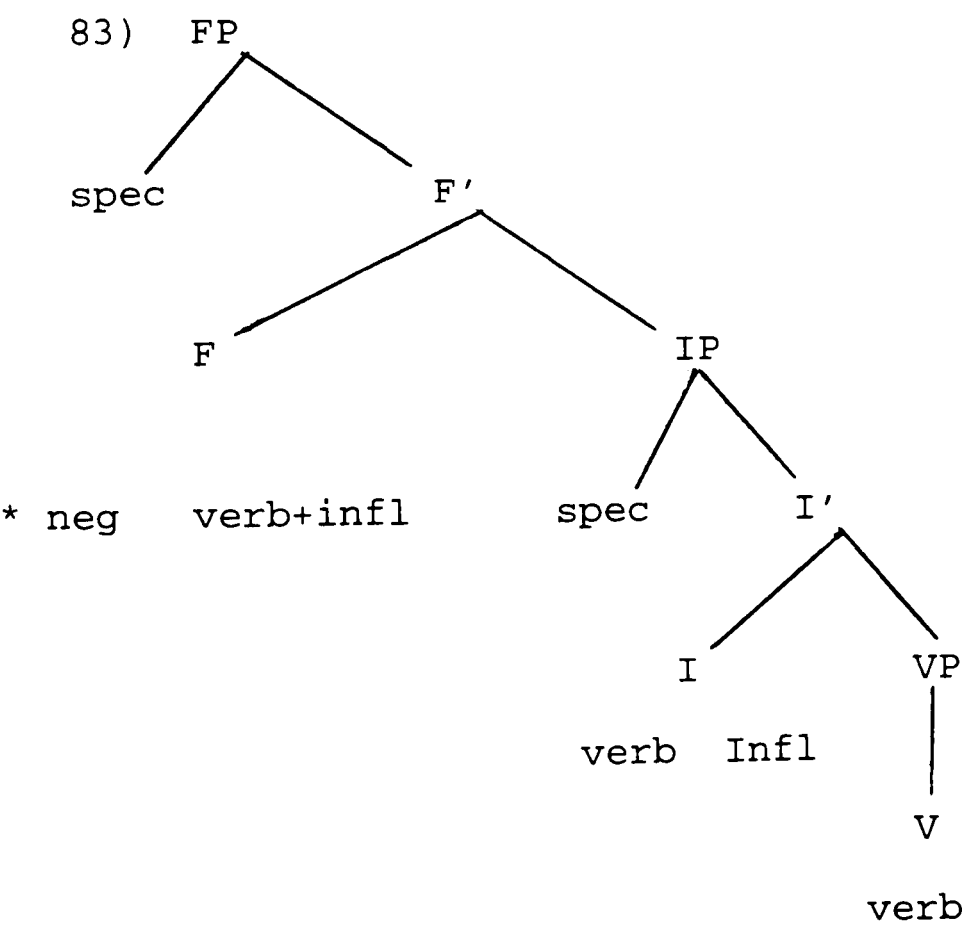 83) FP
spec F'
F IP
* neg verb+infl spec I'
I VP
verb Infl
V
verb